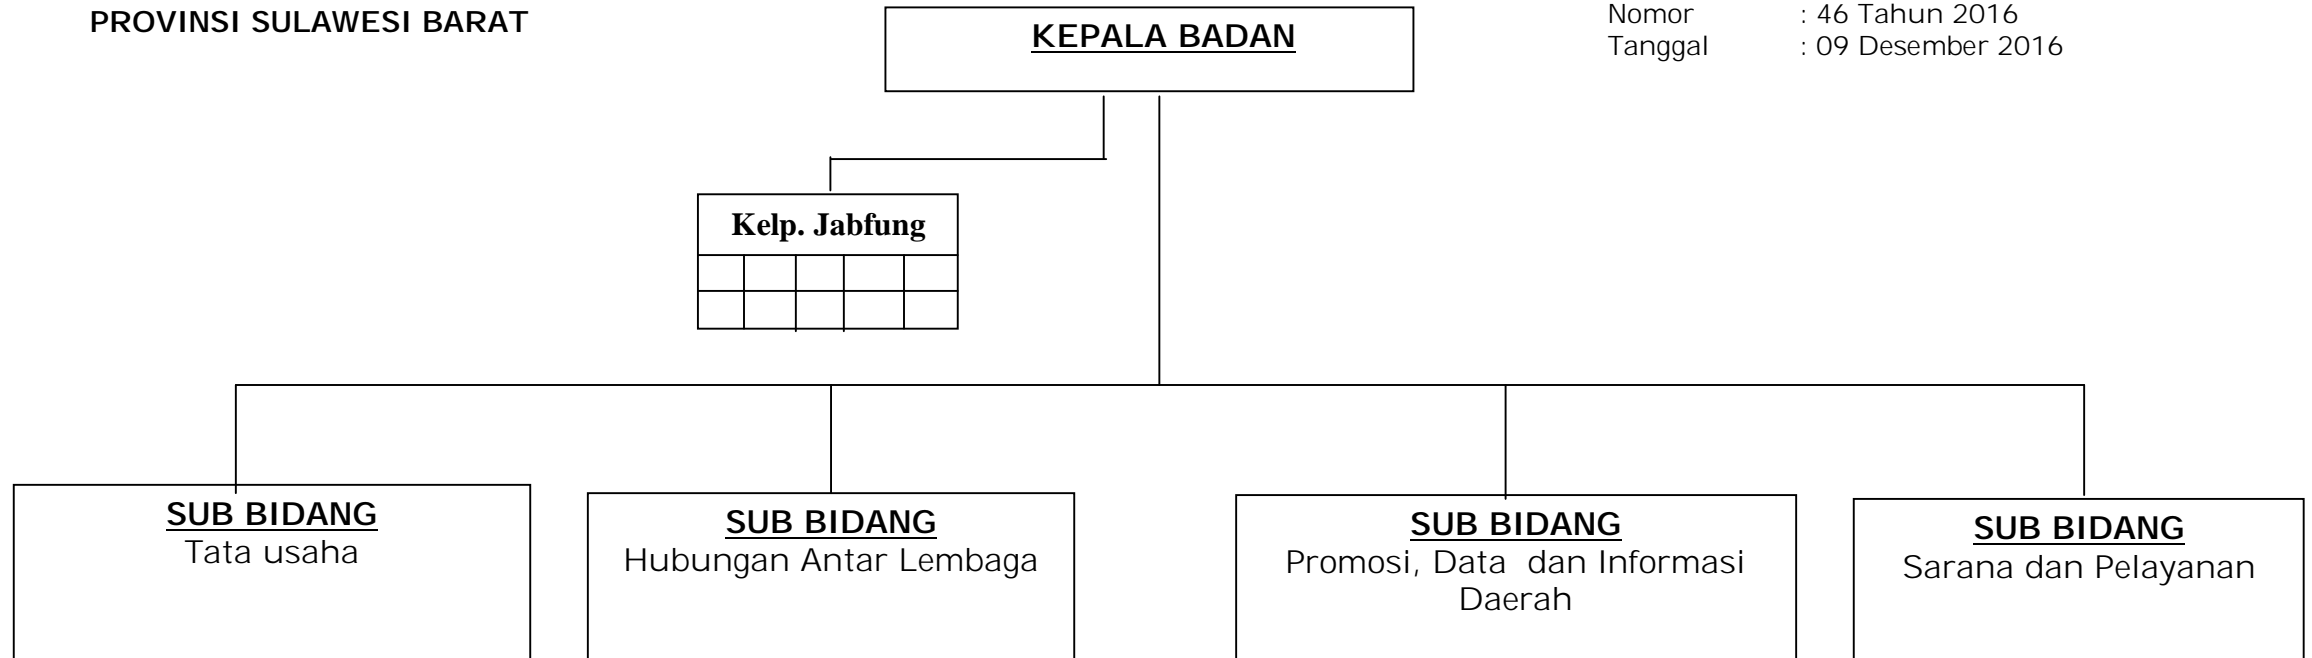 PROVINSI SULAWESI BARAT
KEPALA BADAN
Nomor : 46 Tahun 2016
Tanggal : 09 Desember 2016
Kelp. Jabfung
SUB BIDANG
Tata usaha
SUB BIDANG
Hubungan Antar Lembaga
SUB BIDANG
Promosi, Data dan Informasi
Daerah
SUB BIDANG
Sarana dan Pelayanan